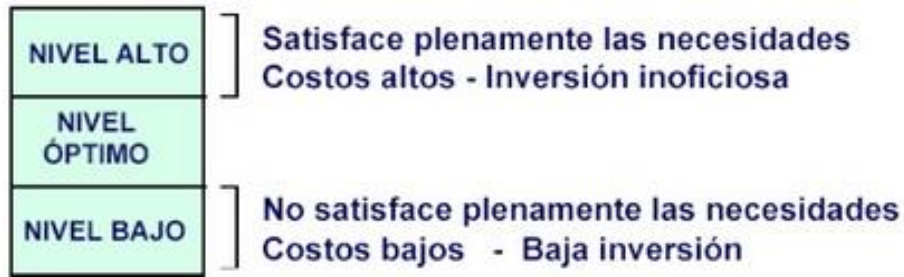 NIVEL ALTO
Satisface plenamente las necesidades
Costos altos - Inversión inoficiosa
NIVEL
ÓPTIMO
NIVEL BAJO
No satisface plenamente las necesidades
Costos bajos - Baja inversión